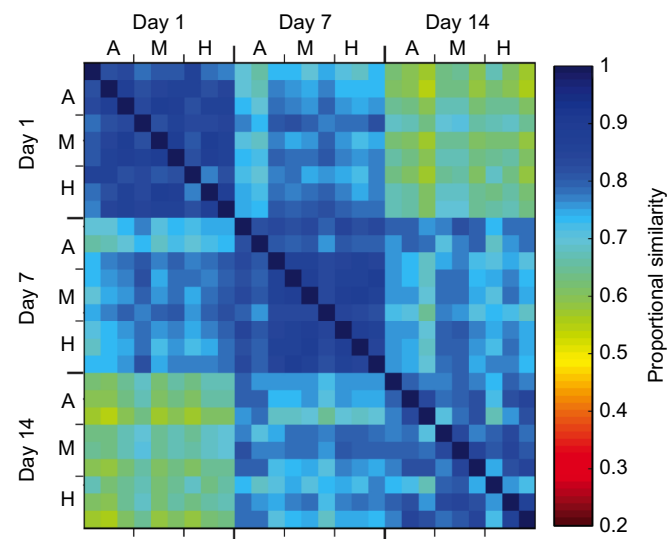 Day 1 Day 7 Day 14
A M H A M H A M H
Day 1
A
M
H
Day 7
A
M
H
Day 14
A
M
H
1
0.9
0.8
0.7
0.6
0.5
0.4
0.3
0.2
Proportional similarity